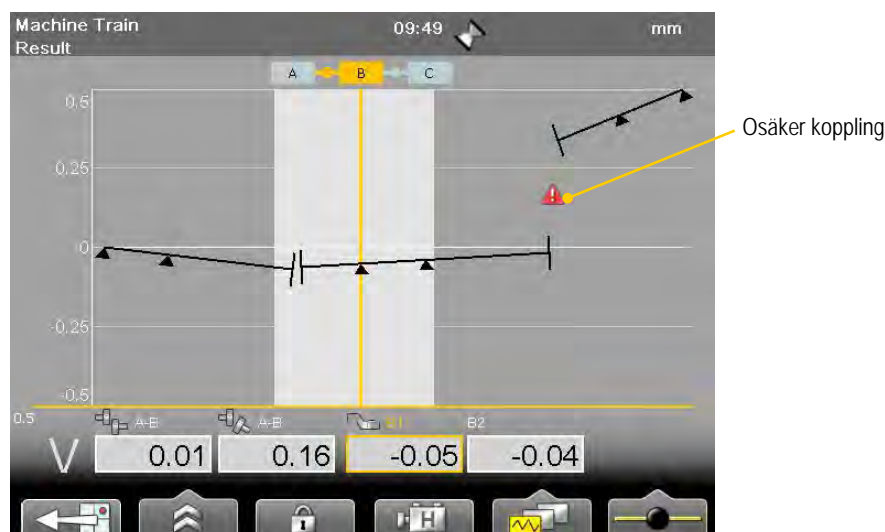 Machine Train 09:49 mm
Result
A B C
0.5
0.25
0
-0.25
-0.5
Osäker koppling
0.5 A-B A-B B1 B2
V 0.01 0.16 -0.05 -0.04
H